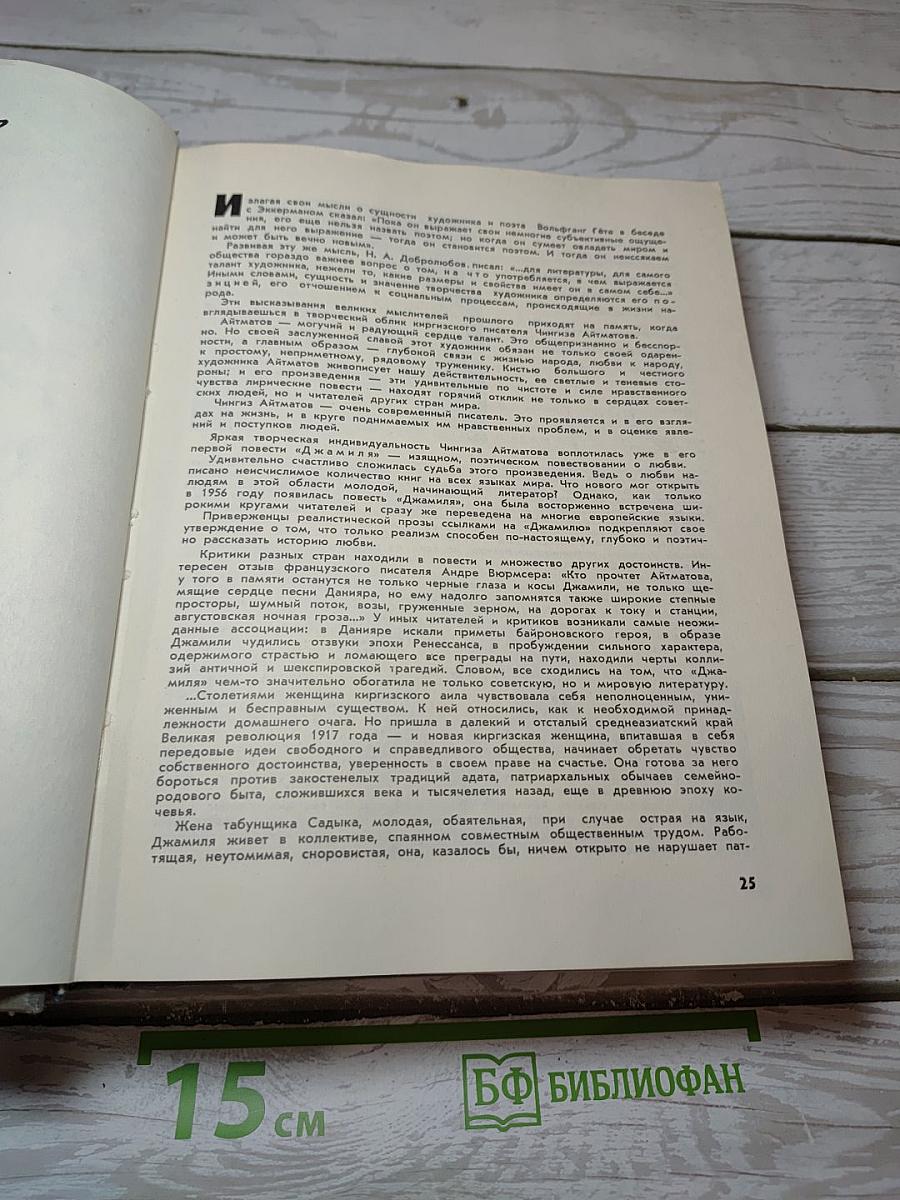 Излагая свои мысли о сущности художника и поэта Вольфганг Гёте в беседе
с Эккерманом сказал: «Пока он выражает свои немногие субъективные ощуще-
ния, его еще нельзя назвать поэтом; но когда он сумеет овладеть миром и
найти для него выражение — тогда он становится поэтом. И тогда он неиссякаем
и может быть вечно новым».
Развивая эту же мысль, Н. А. Добролюбов писал: «...для литературы, для самого
общества гораздо важнее вопрос о том, на что употребляется, в чем выражается
талант художника, нежели то, какие размеры и свойства имеет он в самом себе...»
Иными словами, сущность и значение творчества художника определяются его по-
зицией, его отношением к социальным процессам, происходящие в жизни на-
рода.
Эти высказывания великих мыслителей прошлого приходят на память, когда
вглядываешься в творческий облик киргизского писателя Чингиза Айтматова.
Айтматов — могучий и радующий сердце талант. Это общепризнанно и бесспор-
но. Но своей заслуженной славой этот художник обязан не только своей одарен-
ности, а главным образом — глубокой связи с жизнью народа, любви к народу,
к простому, неприметному, рядовому труженику. Кистью большого и честного
художника Айтматов живописует нашу действительность, ее светлые и теневые сто-
роны; и его произведения — эти удивительные по чистоте и силе нравственного
чувства лирические повести — находят горячий отклик не только в сердцах совет-
ских людей, но и читателей других стран мира.
Чингиз Айтматов — очень современный писатель. Это проявляется и в его взгля-
дах на жизнь, и в круге поднимаемых им нравственных проблем, и в оценке явле-
ний и поступков людей.
Яркая творческая индивидуальность Чингиза Айтматова воплотилась уже в его
первой повести «Джамиля» — изящном, поэтическом повествовании о любви.
Удивительно счастливо сложилась судьба этого произведения. Ведь о любви на-
писано неисчислимое количество книг на всех языках мира. Что нового мог открыть
людям в этой области молодой, начинающий литератор? Однако, как только
в 1956 году появилась повесть «Джамиля», она была восторженно встречена ши-
рокими кругами читателей и сразу же переведена на многие европейские языки.
Приверженцы реалистической прозы ссылками на «Джамилю» подкрепляют свое
утверждение о том, что только реализм способен по-настоящему, глубоко и поэтич-
но рассказать историю любви.
Критики разных стран находили в повести и множество других достоинств. Ин-
тересен отзыв французского писателя Андре Вюрмсера: «Кто прочтет Айтматова,
у того в памяти останутся не только черные глаза и косы Джамили, не только ще-
мящие сердце песни Данияра, но ему надолго запомнятся также широкие степные
просторы, шумный поток, возы, груженные зерном, на дорогах к току и станции,
августовская ночная гроза...» У иных читателей и критиков возникали самые неожи-
данные ассоциации: в Данияре искали приметы байроновского героя, в образе
Джамили чудились отзвуки эпохи Ренессанса, в пробуждении сильного характера,
одержимого страстью и ломающего все преграды на пути, находили черты колли-
зий античной и шекспировской трагедий. Словом, все сходились на том, что «Джа-
миля» чем-то значительно обогатила не только советскую, но и мировую литературу.
...Столетиями женщина киргизского аила чувствовала себя неполноценным, уни-
женным и бесправным существом. К ней относились, как к необходимой принад-
лежности домашнего очага. Но пришла в далекий и отсталый среднеазиатский край
Великая революция 1917 года — и новая киргизская женщина, впитавшая в себя
передовые идеи свободного и справедливого общества, начинает обретать чувство
собственного достоинства, уверенность в своем праве на счастье. Она готова за него
бороться против закостенелых традиций адата, патриархальных обычаев семейно-
родового быта, сложившихся века и тысячелетия назад, еще в древнюю эпоху ко-
чевья.
Жена табунщика Садыка, молодая, обаятельная, при случае острая на язык,
Джамиля живет в коллективе, спаянном совместным общественным трудом. Рабо-
тящая, неутомимая, сноровистая, она, казалось бы, ничем открыто не нарушает пат-
25
15 см
БФ БИБЛИОФАН